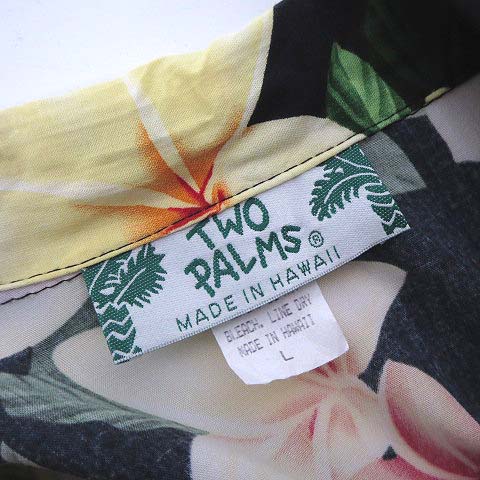 TWO
PALMS®
MADE IN HAWAII
BLEACH. LINE DRY
MADE IN HAWAII
L